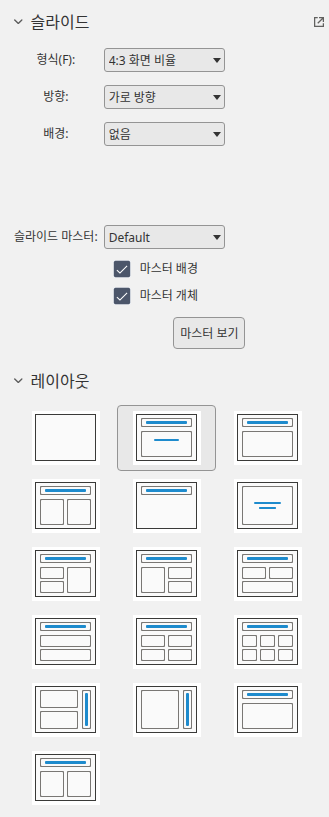 슬라이드
형식(F): 4:3 화면 비율
방향: 가로 방향
배경: 없음
슬라이드 마스터: Default
마스터 배경
마스터 개체
마스터 보기
레이아웃